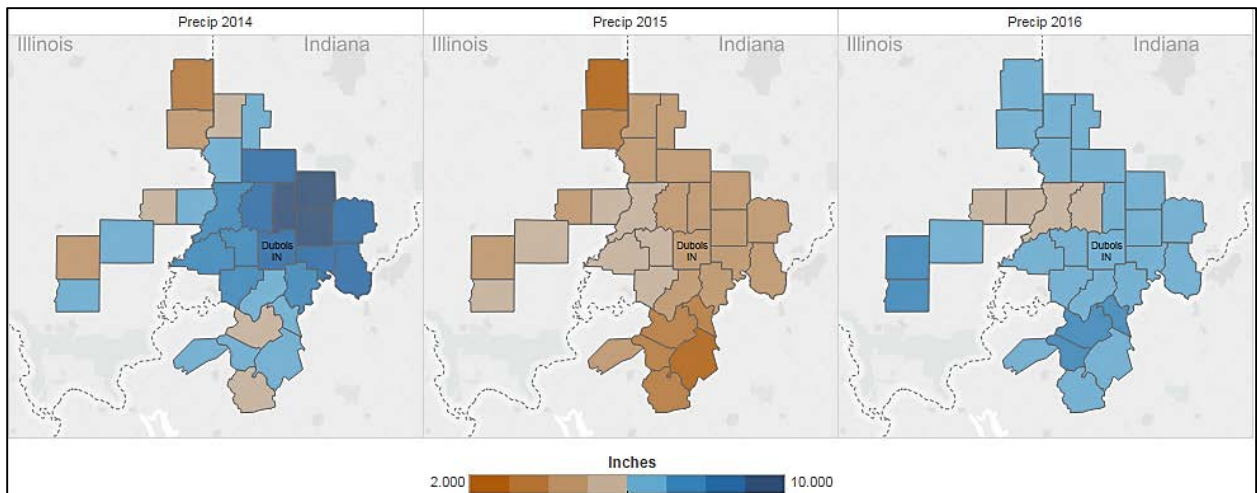 Precip 2014
Precip 2015
Precip 2016
Illinois
Indiana
Illinois
Indiana
Illinois
Indiana
Dubois
IN
Dubois
IN
Dubois
IN
Inches
2.000
10.000